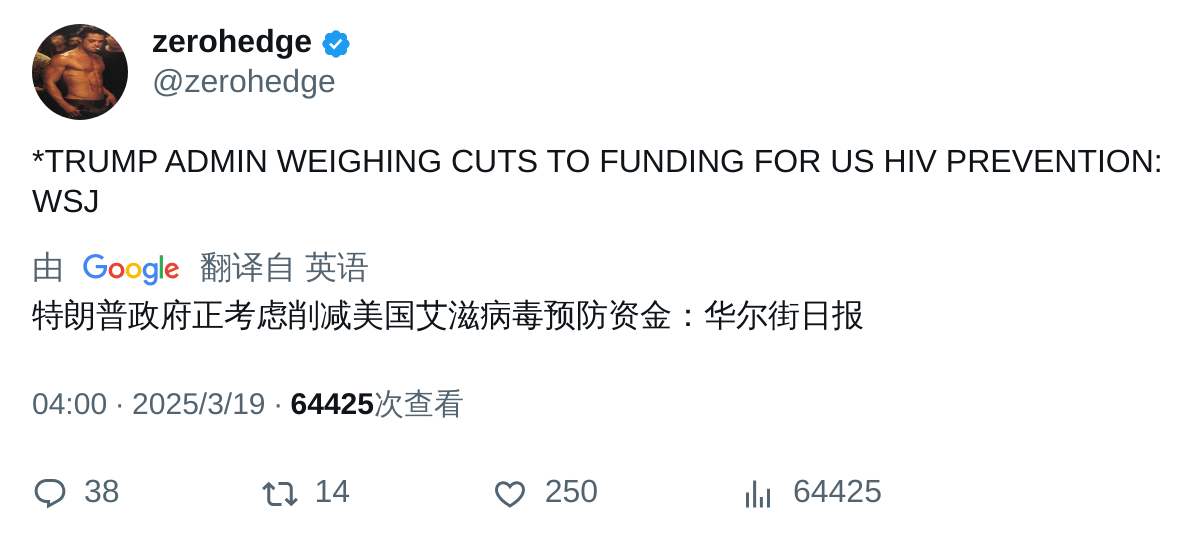 zerohedge
@zerohedge
*TRUMP ADMIN WEIGHING CUTS TO FUNDING FOR US HIV PREVENTION:
WSJ
由 Google 翻译自 英语
特朗普政府正考虑削减美国艾滋病毒预防资金：华尔街日报
04:00 · 2025/3/19 · 64425次查看
38 14 250 64425